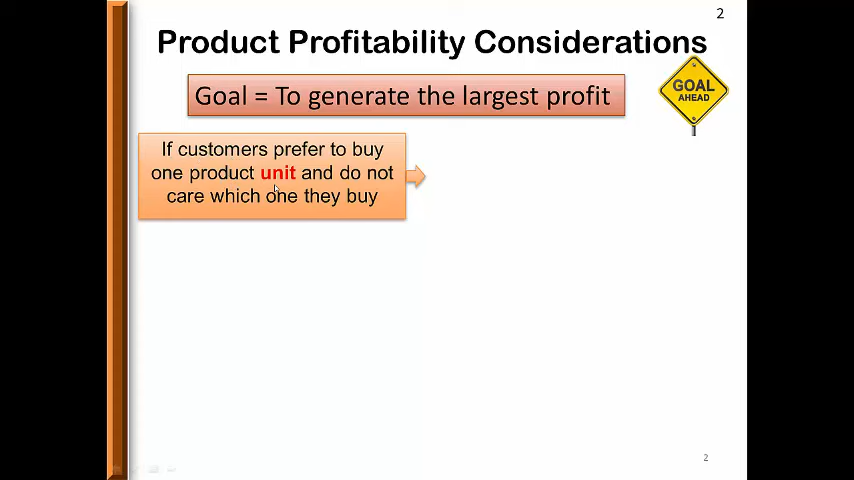 2
Product Profitability Considerations
Goal = To generate the largest profit
GOAL
AHEAD
If customers prefer to buy
one product unit and do not
care which one they buy
2